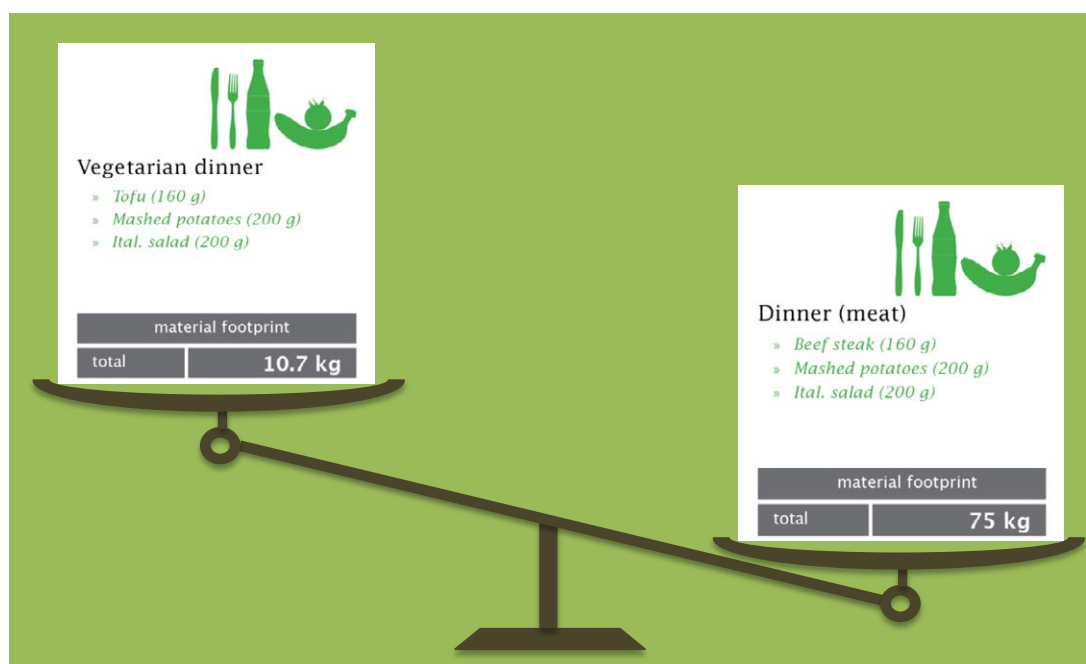 Vegetarian dinner
» Tofu (160 g)
» Mashed potatoes (200 g)
» Ital. salad (200 g)
material footprint
total 10.7 kg
Dinner (meat)
» Beef steak (160 g)
» Mashed potatoes (200 g)
» Ital. salad (200 g)
material footprint
total 75 kg